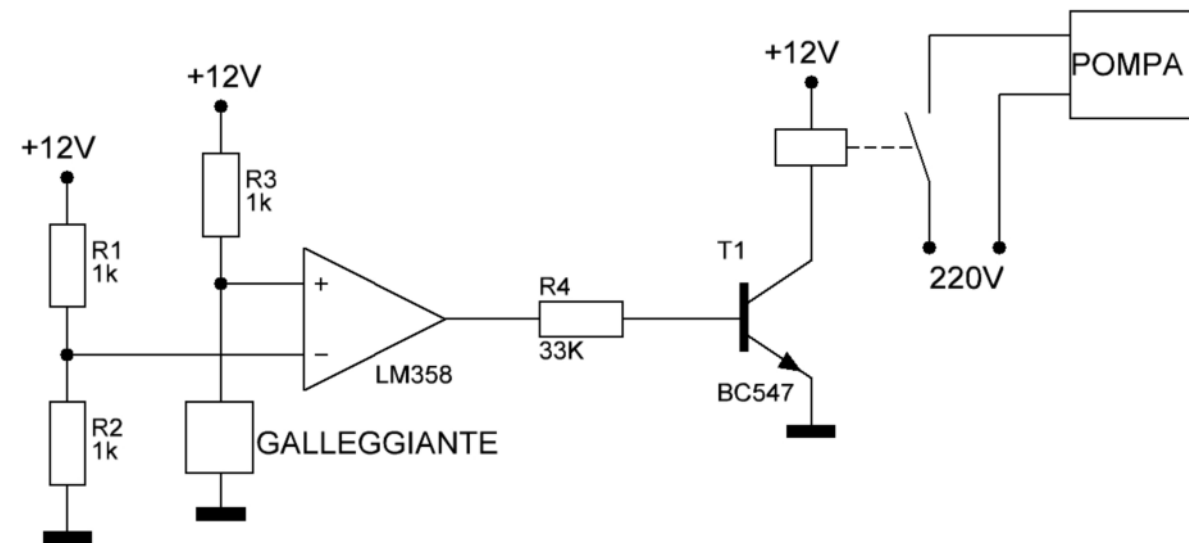 +12V
R1
1k
R2
1k
+12V
R3
1k
GALLEGGIANTE
+
−
LM358
R4
33K
T1
BC547
+12V
220V
POMPA